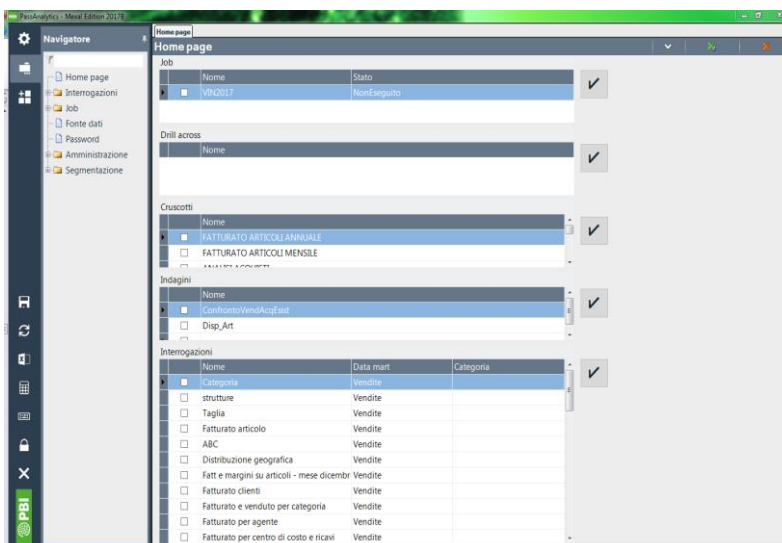 PassAnalytics - Mexal Edition 2017B
Navigatore
Home page
Interrogazioni
Job
Fonte dati
Password
Amministrazione
Segmentazione
PBI
Home page
Home page
Job
Nome Stato
VIN2017 NonEseguito
Drill across
Nome
Cruscotti
Nome
FATTURATO ARTICOLI ANNUALE
FATTURATO ARTICOLI MENSILE
ANALISI ACQUISTI
Indagini
Nome
ConfrontoVendAcqEsist
Disp_Art
Interrogazioni
Nome Data mart Categoria
Categoria Vendite
strutture Vendite
Taglia Vendite
Fatturato articolo Vendite
ABC Vendite
Distribuzione geografica Vendite
Fatt e margini su articoli - mese dicembr Vendite
Fatturato clienti Vendite
Fatturato e venduto per categoria Vendite
Fatturato per agente Vendite
Fatturato per centro di costo e ricavi Vendite